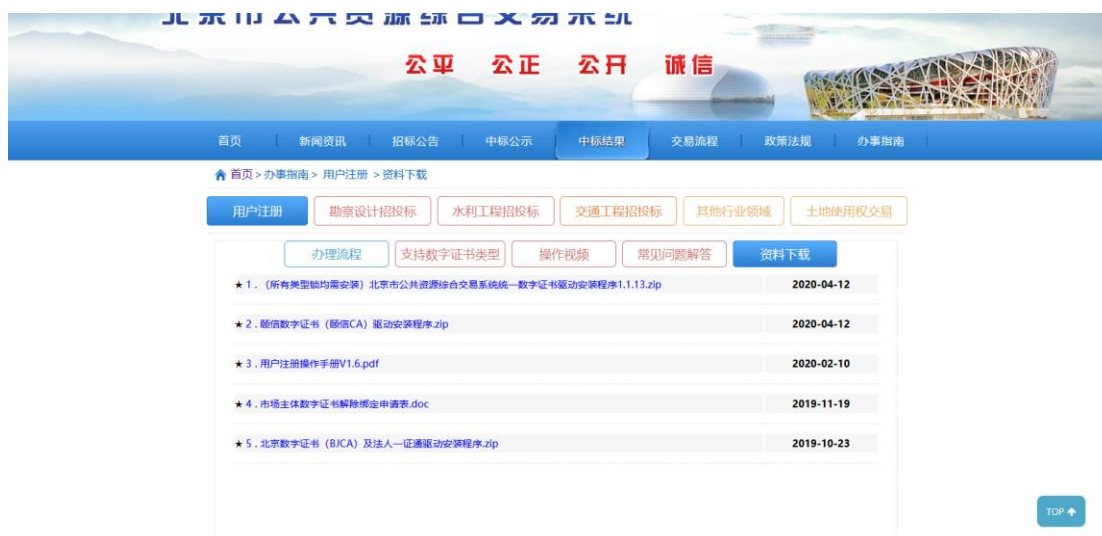 北京市公共资源综合交易系统
公平 公正 公开 诚信
首页 新闻资讯 招标公告 中标公示 中标结果 交易流程 政策法规 办事指南
首页 > 办事指南 > 用户注册 > 资料下载
用户注册 勘察设计招投标 水利工程招投标 交通工程招投标 其他行业领域 土地使用权交易
办理流程 支持数字证书类型 操作视频 常见问题解答 资料下载
★ 1 . (所有类型锁均需安装) 北京市公共资源综合交易系统统一数字证书驱动安装程序1.1.13.zip 2020-04-12
★ 2 . 颐信数字证书 (颐信CA) 驱动安装程序.zip 2020-04-12
★ 3 . 用户注册操作手册V1.6.pdf 2020-02-10
★ 4 . 市场主体数字证书解除绑定申请表.doc 2019-11-19
★ 5 . 北京数字证书 (BJCA) 及法人一证通驱动安装程序.zip 2019-10-23
TOP